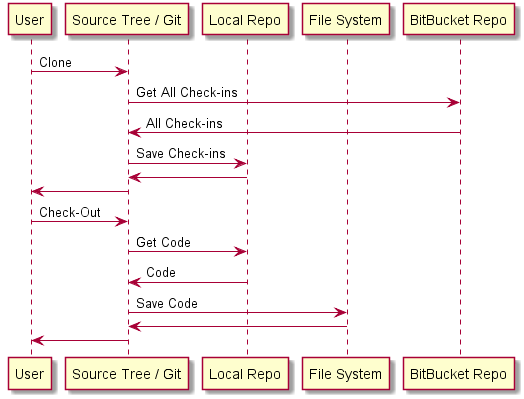 User Source Tree / Git Local Repo File System BitBucket Repo
Clone
Get All Check-ins
All Check-ins
Save Check-ins
Check-Out
Get Code
Code
Save Code
User Source Tree / Git Local Repo File System BitBucket Repo